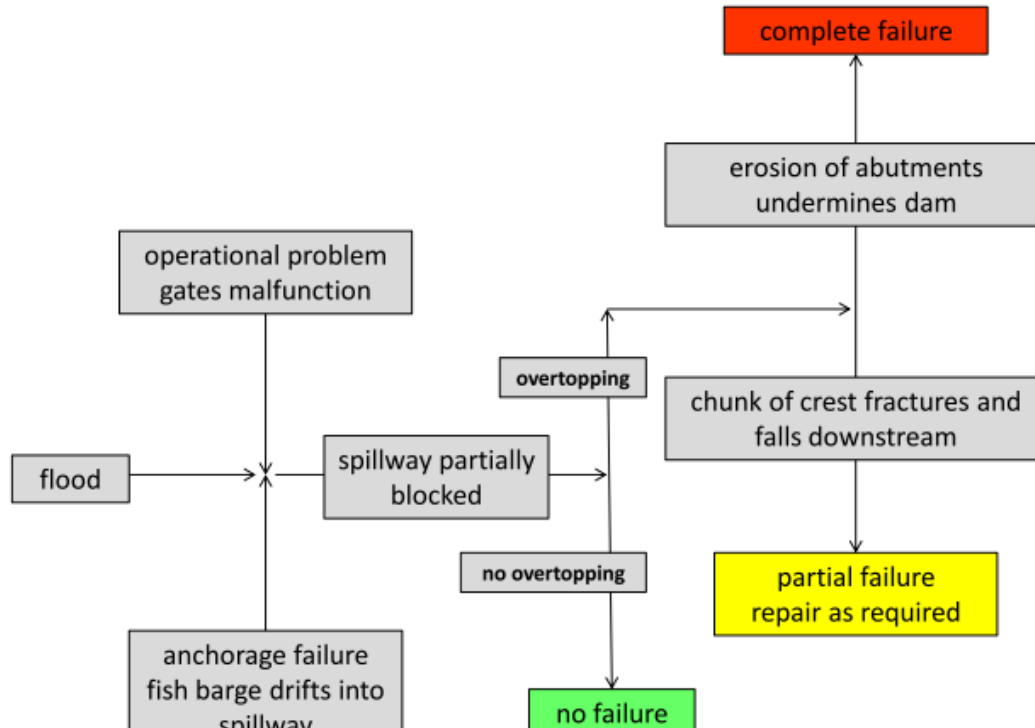 complete failure
erosion of abutments
undermines dam
operational problem
gates malfunction
overtopping
chunk of crest fractures and
falls downstream
flood
spillway partially
blocked
no overtopping
partial failure
repair as required
anchorage failure
fish barge drifts into
spillway
no failure